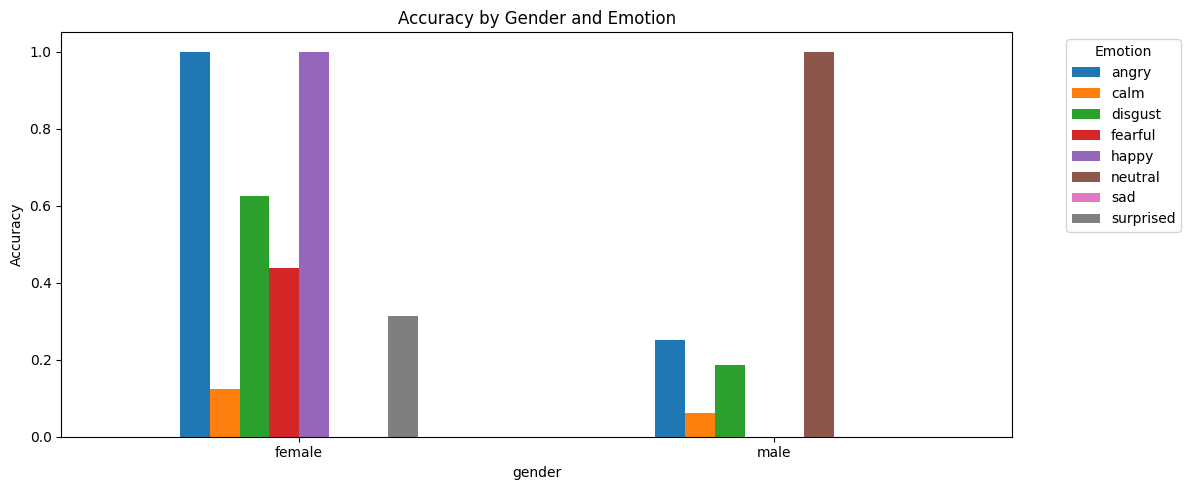 Accuracy by Gender and Emotion
Accuracy
1.0
0.8
0.6
0.4
0.2
0.0
female
male
gender
Emotion
angry
calm
disgust
fearful
happy
neutral
sad
surprised